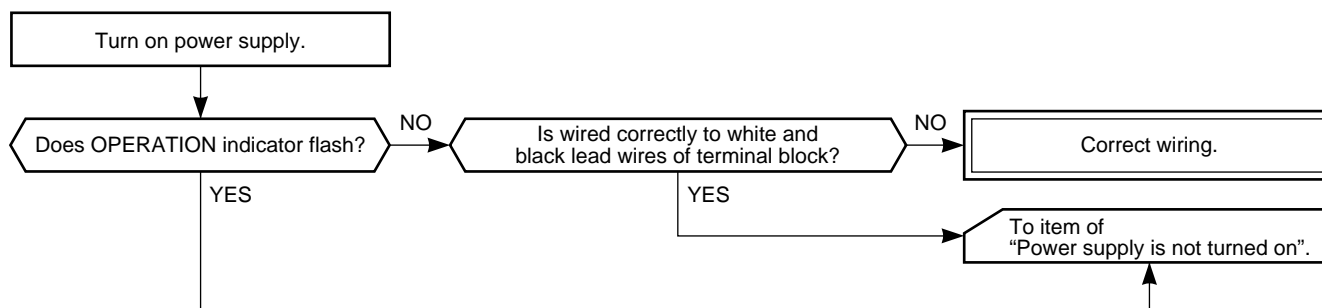 Turn on power supply.
Does OPERATION indicator flash?
NO
Is wired correctly to white and
black lead wires of terminal block?
NO
Correct wiring.
YES
YES
To item of
“Power supply is not turned on”.